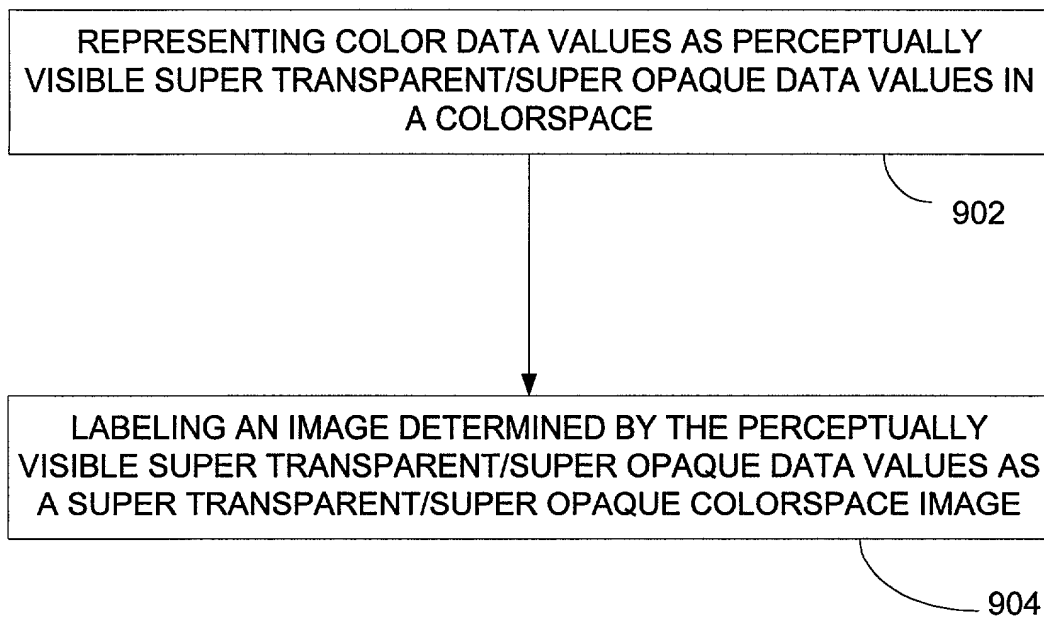 REPRESENTING COLOR DATA VALUES AS PERCEPTUALLY
VISIBLE SUPER TRANSPARENT/SUPER OPAQUE DATA VALUES IN
A COLORSPACE
902
LABELING AN IMAGE DETERMINED BY THE PERCEPTUALLY
VISIBLE SUPER TRANSPARENT/SUPER OPAQUE DATA VALUES AS
A SUPER TRANSPARENT/SUPER OPAQUE COLORSPACE IMAGE
904